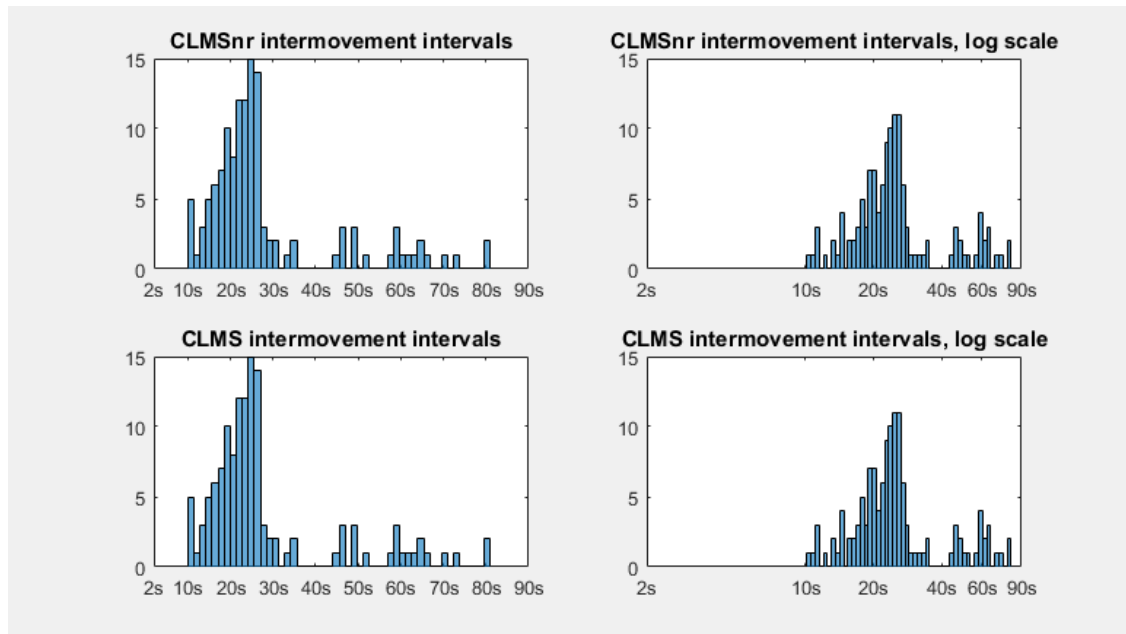 CLMSnr intermovement intervals
15
10
5
0
2s 10s 20s 30s 40s 50s 60s 70s 80s 90s
CLMSnr intermovement intervals, log scale
15
10
5
0
2s 10s 20s 40s 60s 90s
CLMS intermovement intervals
15
10
5
0
2s 10s 20s 30s 40s 50s 60s 70s 80s 90s
CLMS intermovement intervals, log scale
15
10
5
0
2s 10s 20s 40s 60s 90s